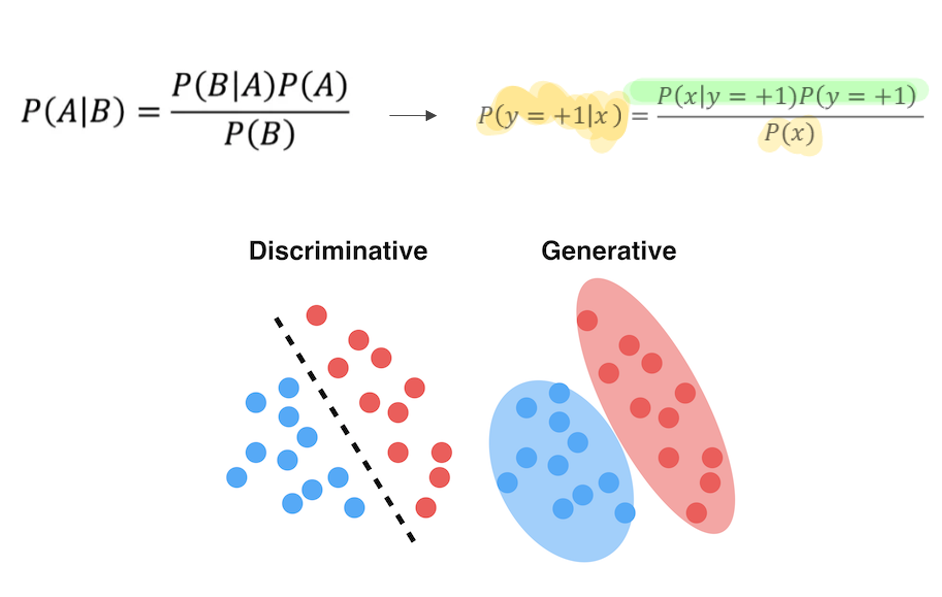 P(A|B) = P(B|A)P(A) / P(B) → P(y = +1|x) = P(x|y = +1)P(y = +1) / P(x)
Discriminative Generative